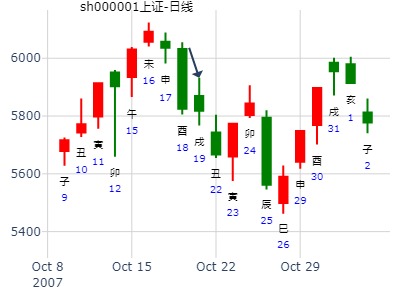 sh000001上证-日线
6000
5800
5600
5400
子
9
丑
10
寅
11
卯
12
午
15
未
16
申
17
酉
18
戌
19
丑
22
寅
23
卯
24
辰
25
巳
26
申
29
酉
30
戌
31
亥
1
子
2
Oct 8
2007
Oct 15
Oct 22
Oct 29